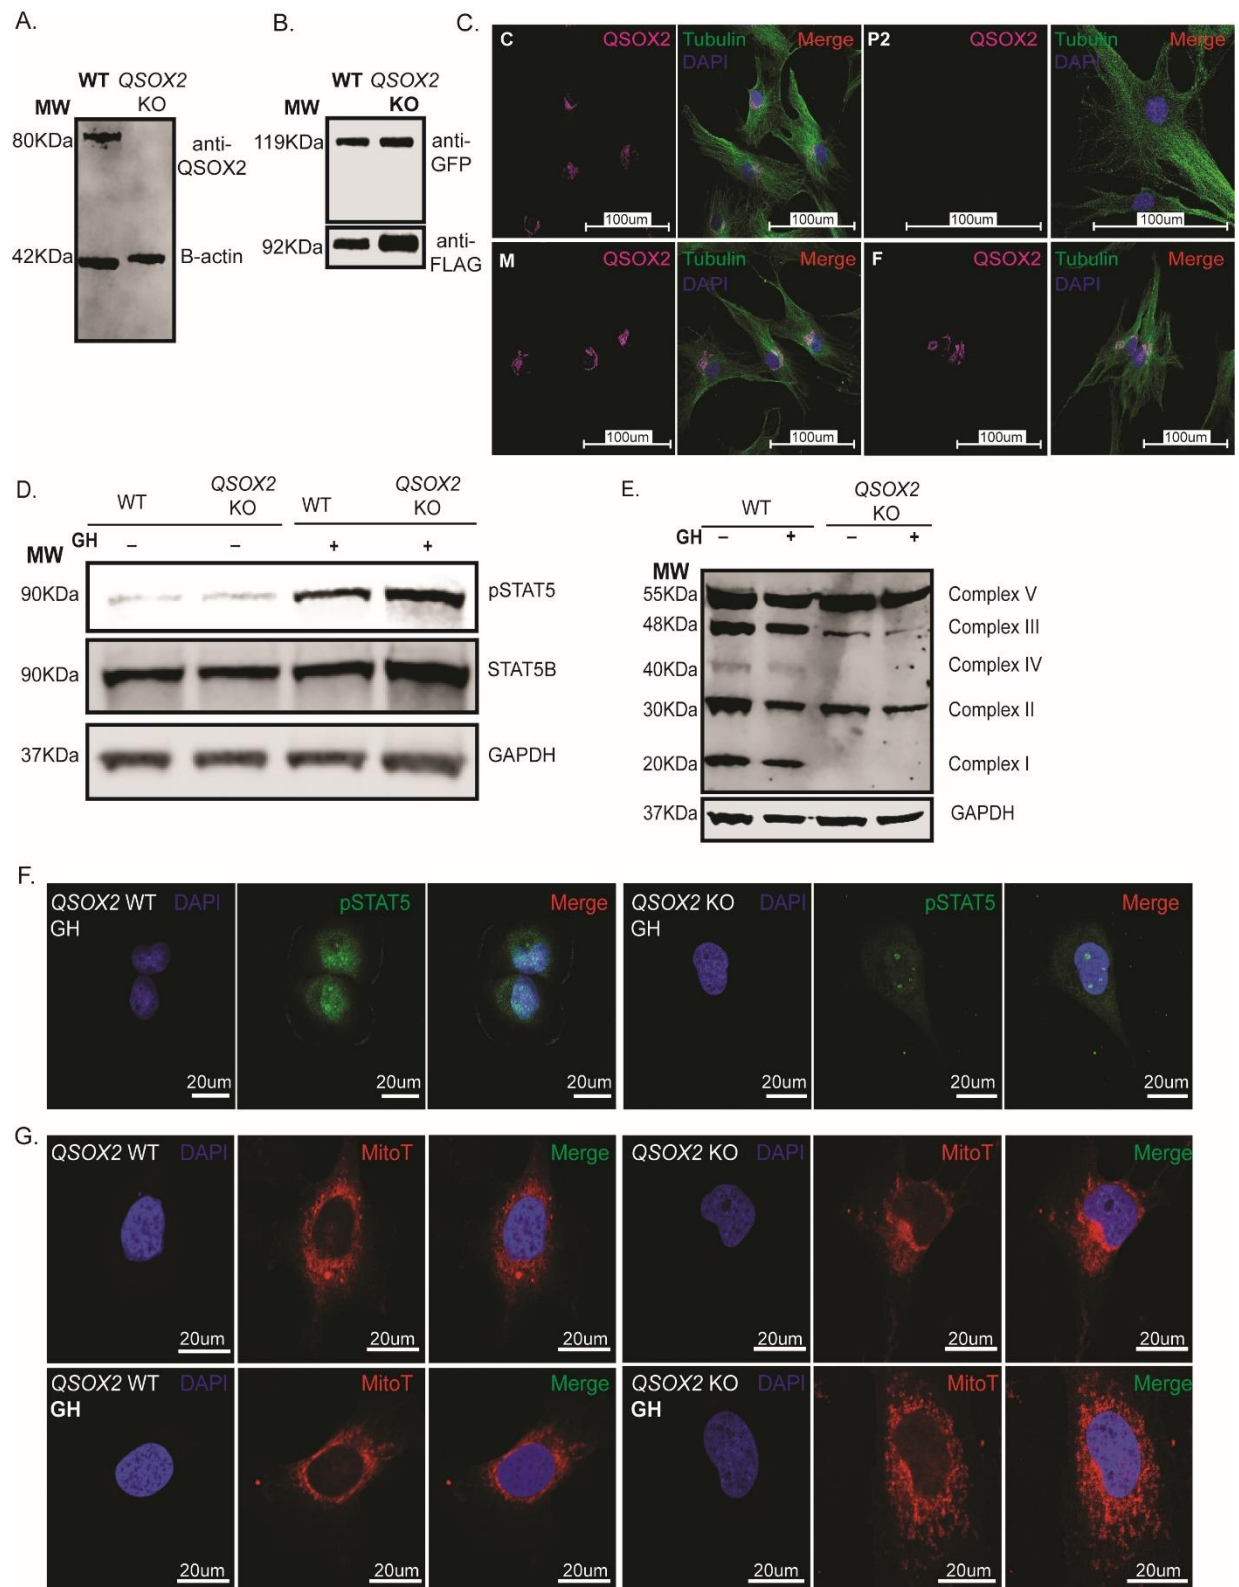 A.
WT QSOX2
KO
MW
80KDa
anti-
QSOX2
42KDa
B-actin
B.
WT QSOX2
MW KO
119KDa
anti-
GFP
92KDa
anti-
FLAG
C.
C QSOX2 Tubulin Merge P2 QSOX2 Tubulin Merge
DAPI DAPI
100um 100um 100um 100um
M QSOX2 Tubulin Merge F QSOX2 Tubulin Merge
DAPI DAPI
100um 100um 100um 100um
D.
WT QSOX2 KO WT QSOX2 KO
GH – – + +
MW
90KDa pSTAT5
90KDa STAT5B
37KDa GAPDH
E.
WT QSOX2
KO
GH – + – +
MW
55KDa Complex V
48KDa Complex III
40KDa Complex IV
30KDa Complex II
20KDa Complex I
37KDa GAPDH
F.
QSOX2 WT DAPI pSTAT5 Merge QSOX2 KO DAPI pSTAT5 Merge
GH GH
20um 20um 20um 20um 20um 20um
G.
QSOX2 WT DAPI MitoT Merge QSOX2 KO DAPI MitoT Merge
20um 20um 20um 20um 20um 20um
QSOX2 WT DAPI MitoT Merge QSOX2 KO DAPI MitoT Merge
GH GH
20um 20um 20um 20um 20um 20um